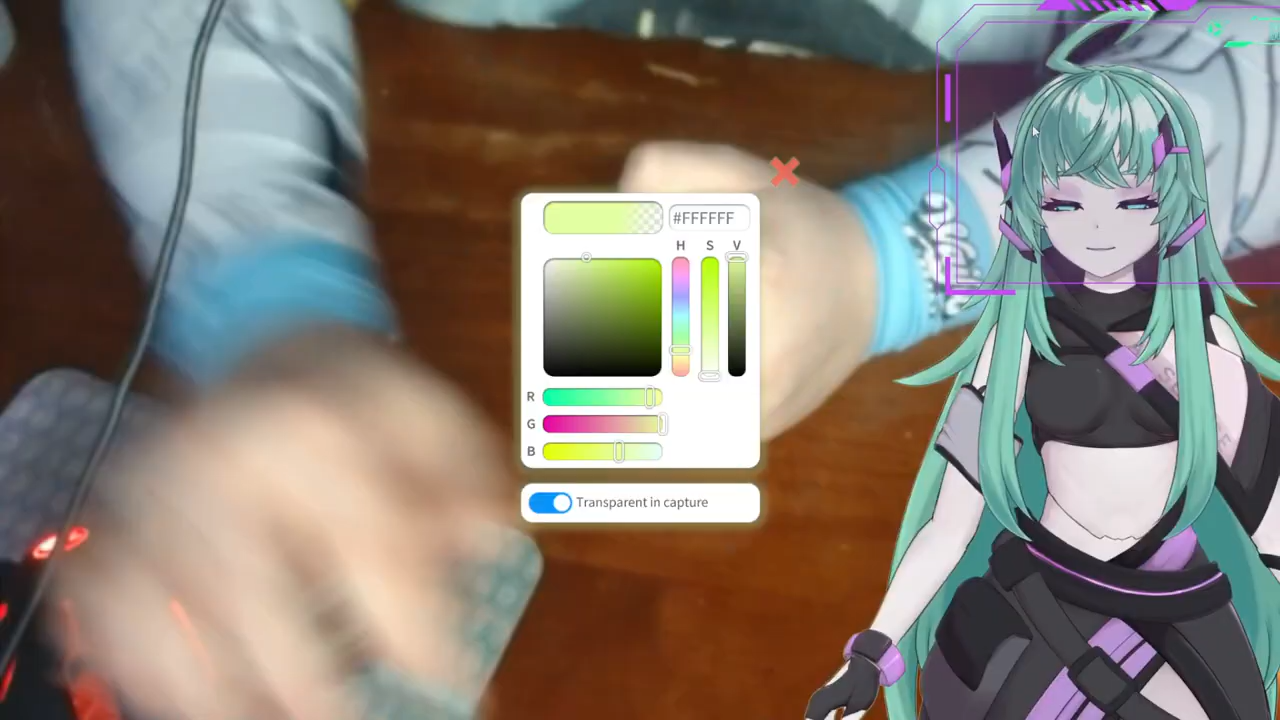 #FFFFFF
H S V
R
G
B
Transparent in capture